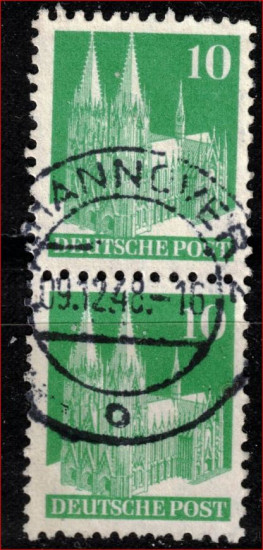 10
HANNOVER
DEUTSCHE POST
09.12.48.-16
10
o
DEUTSCHE POST